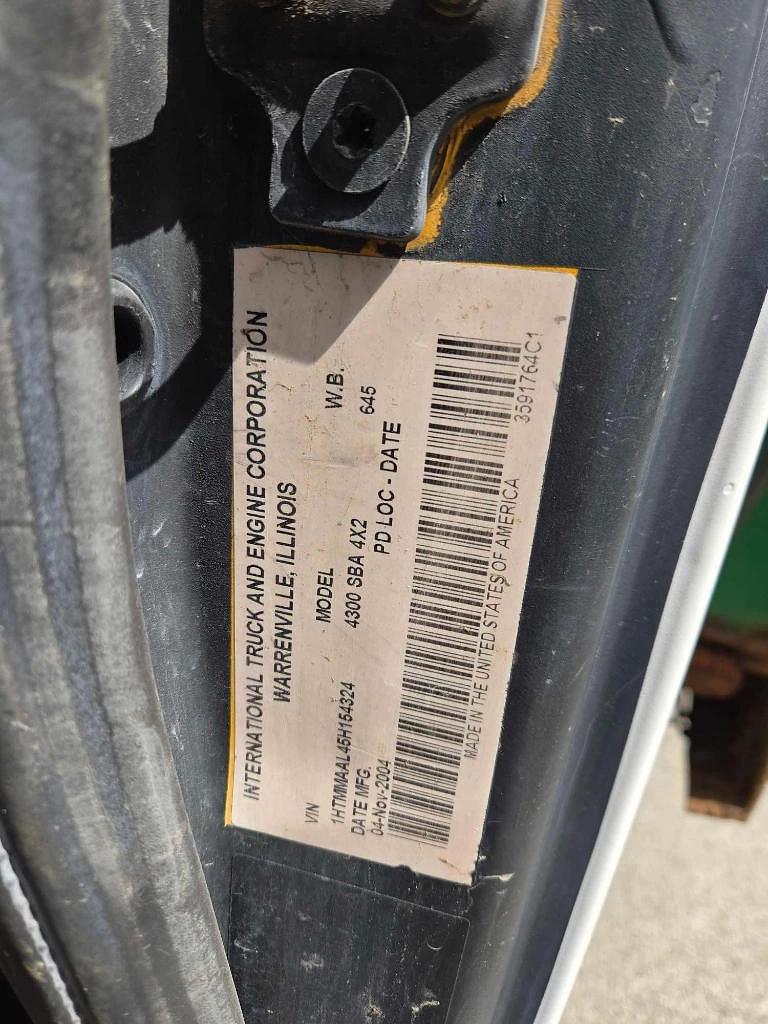 INTERNATIONAL TRUCK AND ENGINE CORPORATION
WARRENVILLE, ILLINOIS
VIN MODEL W.B.
1HTMMAAL45H154324 4300 SBA 4X2 645
DATE MFG. PD LOC - DATE
04-Nov-2004
MADE IN THE UNITED STATES OF AMERICA 3591764C1